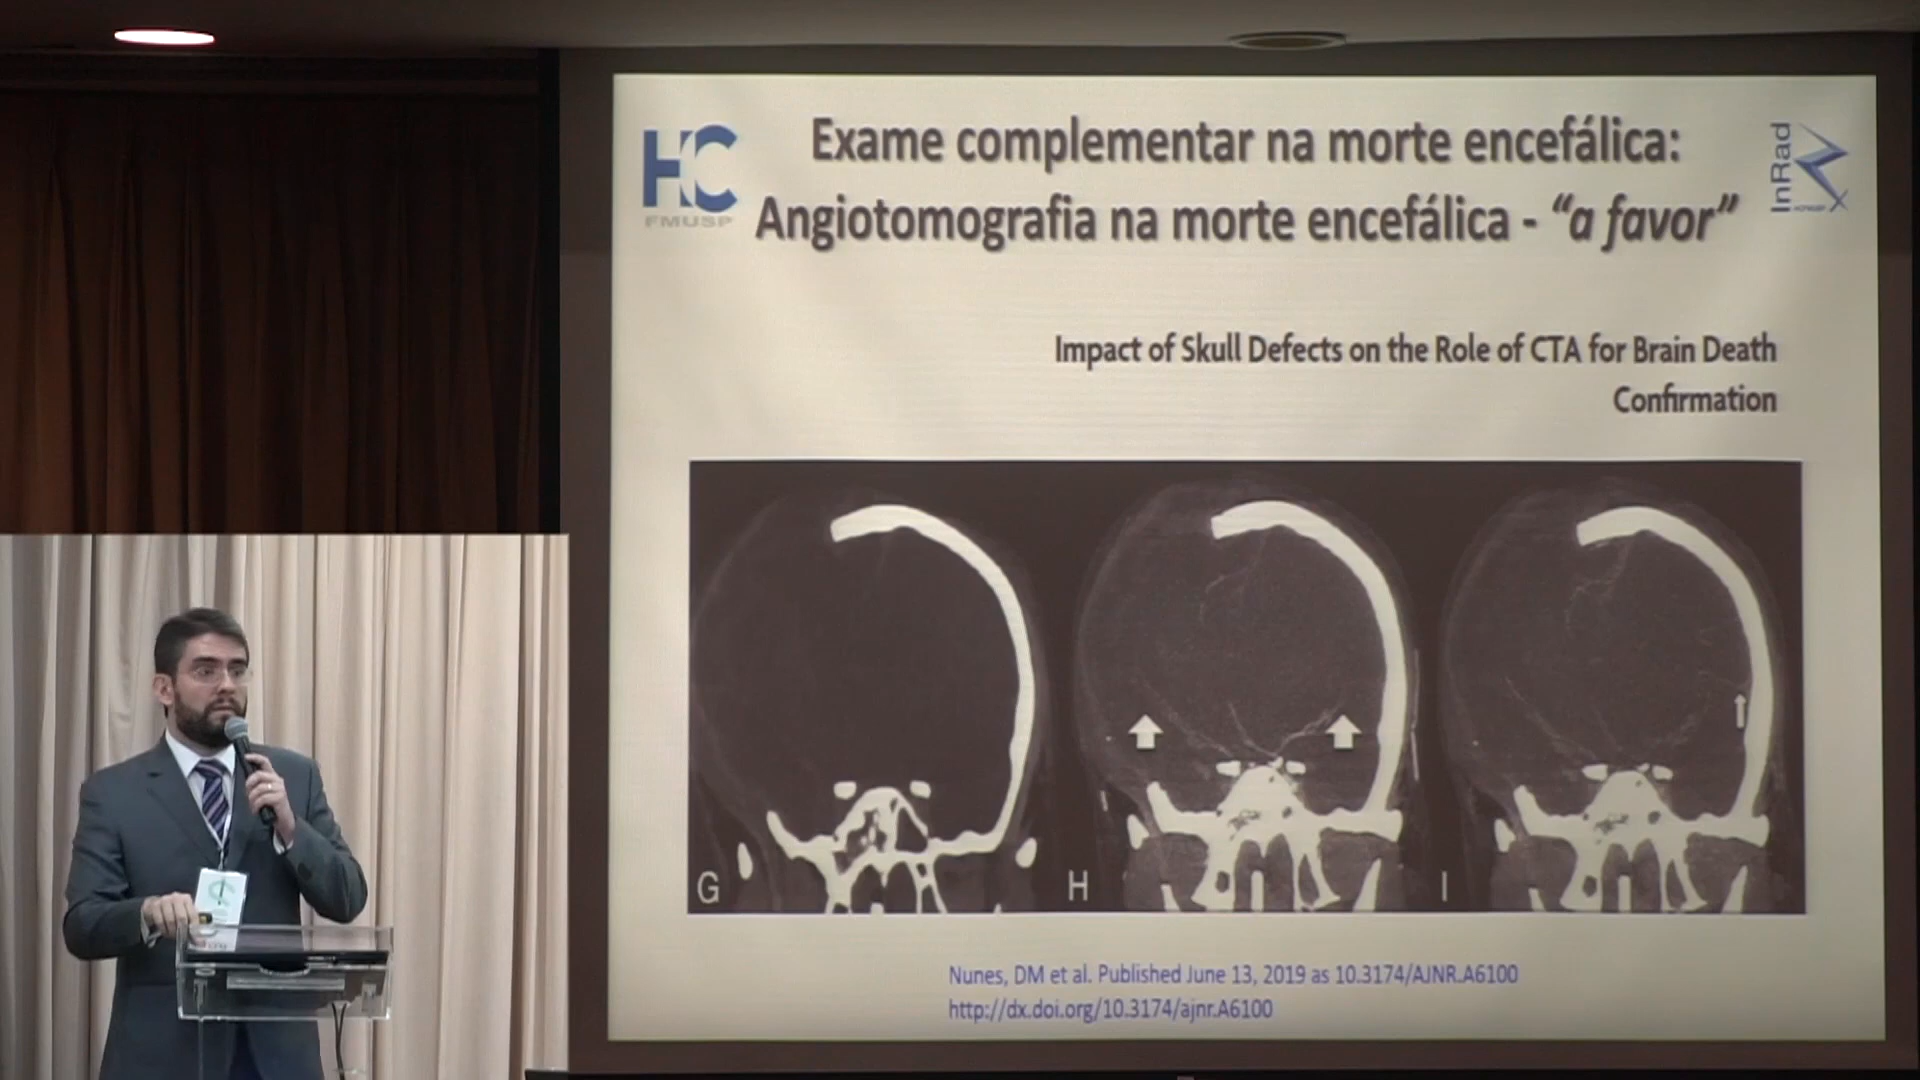 HC
FMUSP
Exame complementar na morte encefálica:
Angiotomografia na morte encefálica - “a favor”
InRad
Impact of Skull Defects on the Role of CTA for Brain Death
Confirmation
G
H
I
Nunes, DM et al. Published June 13, 2019 as 10.3174/AJNR.A6100
http://dx.doi.org/10.3174/ajnr.A6100